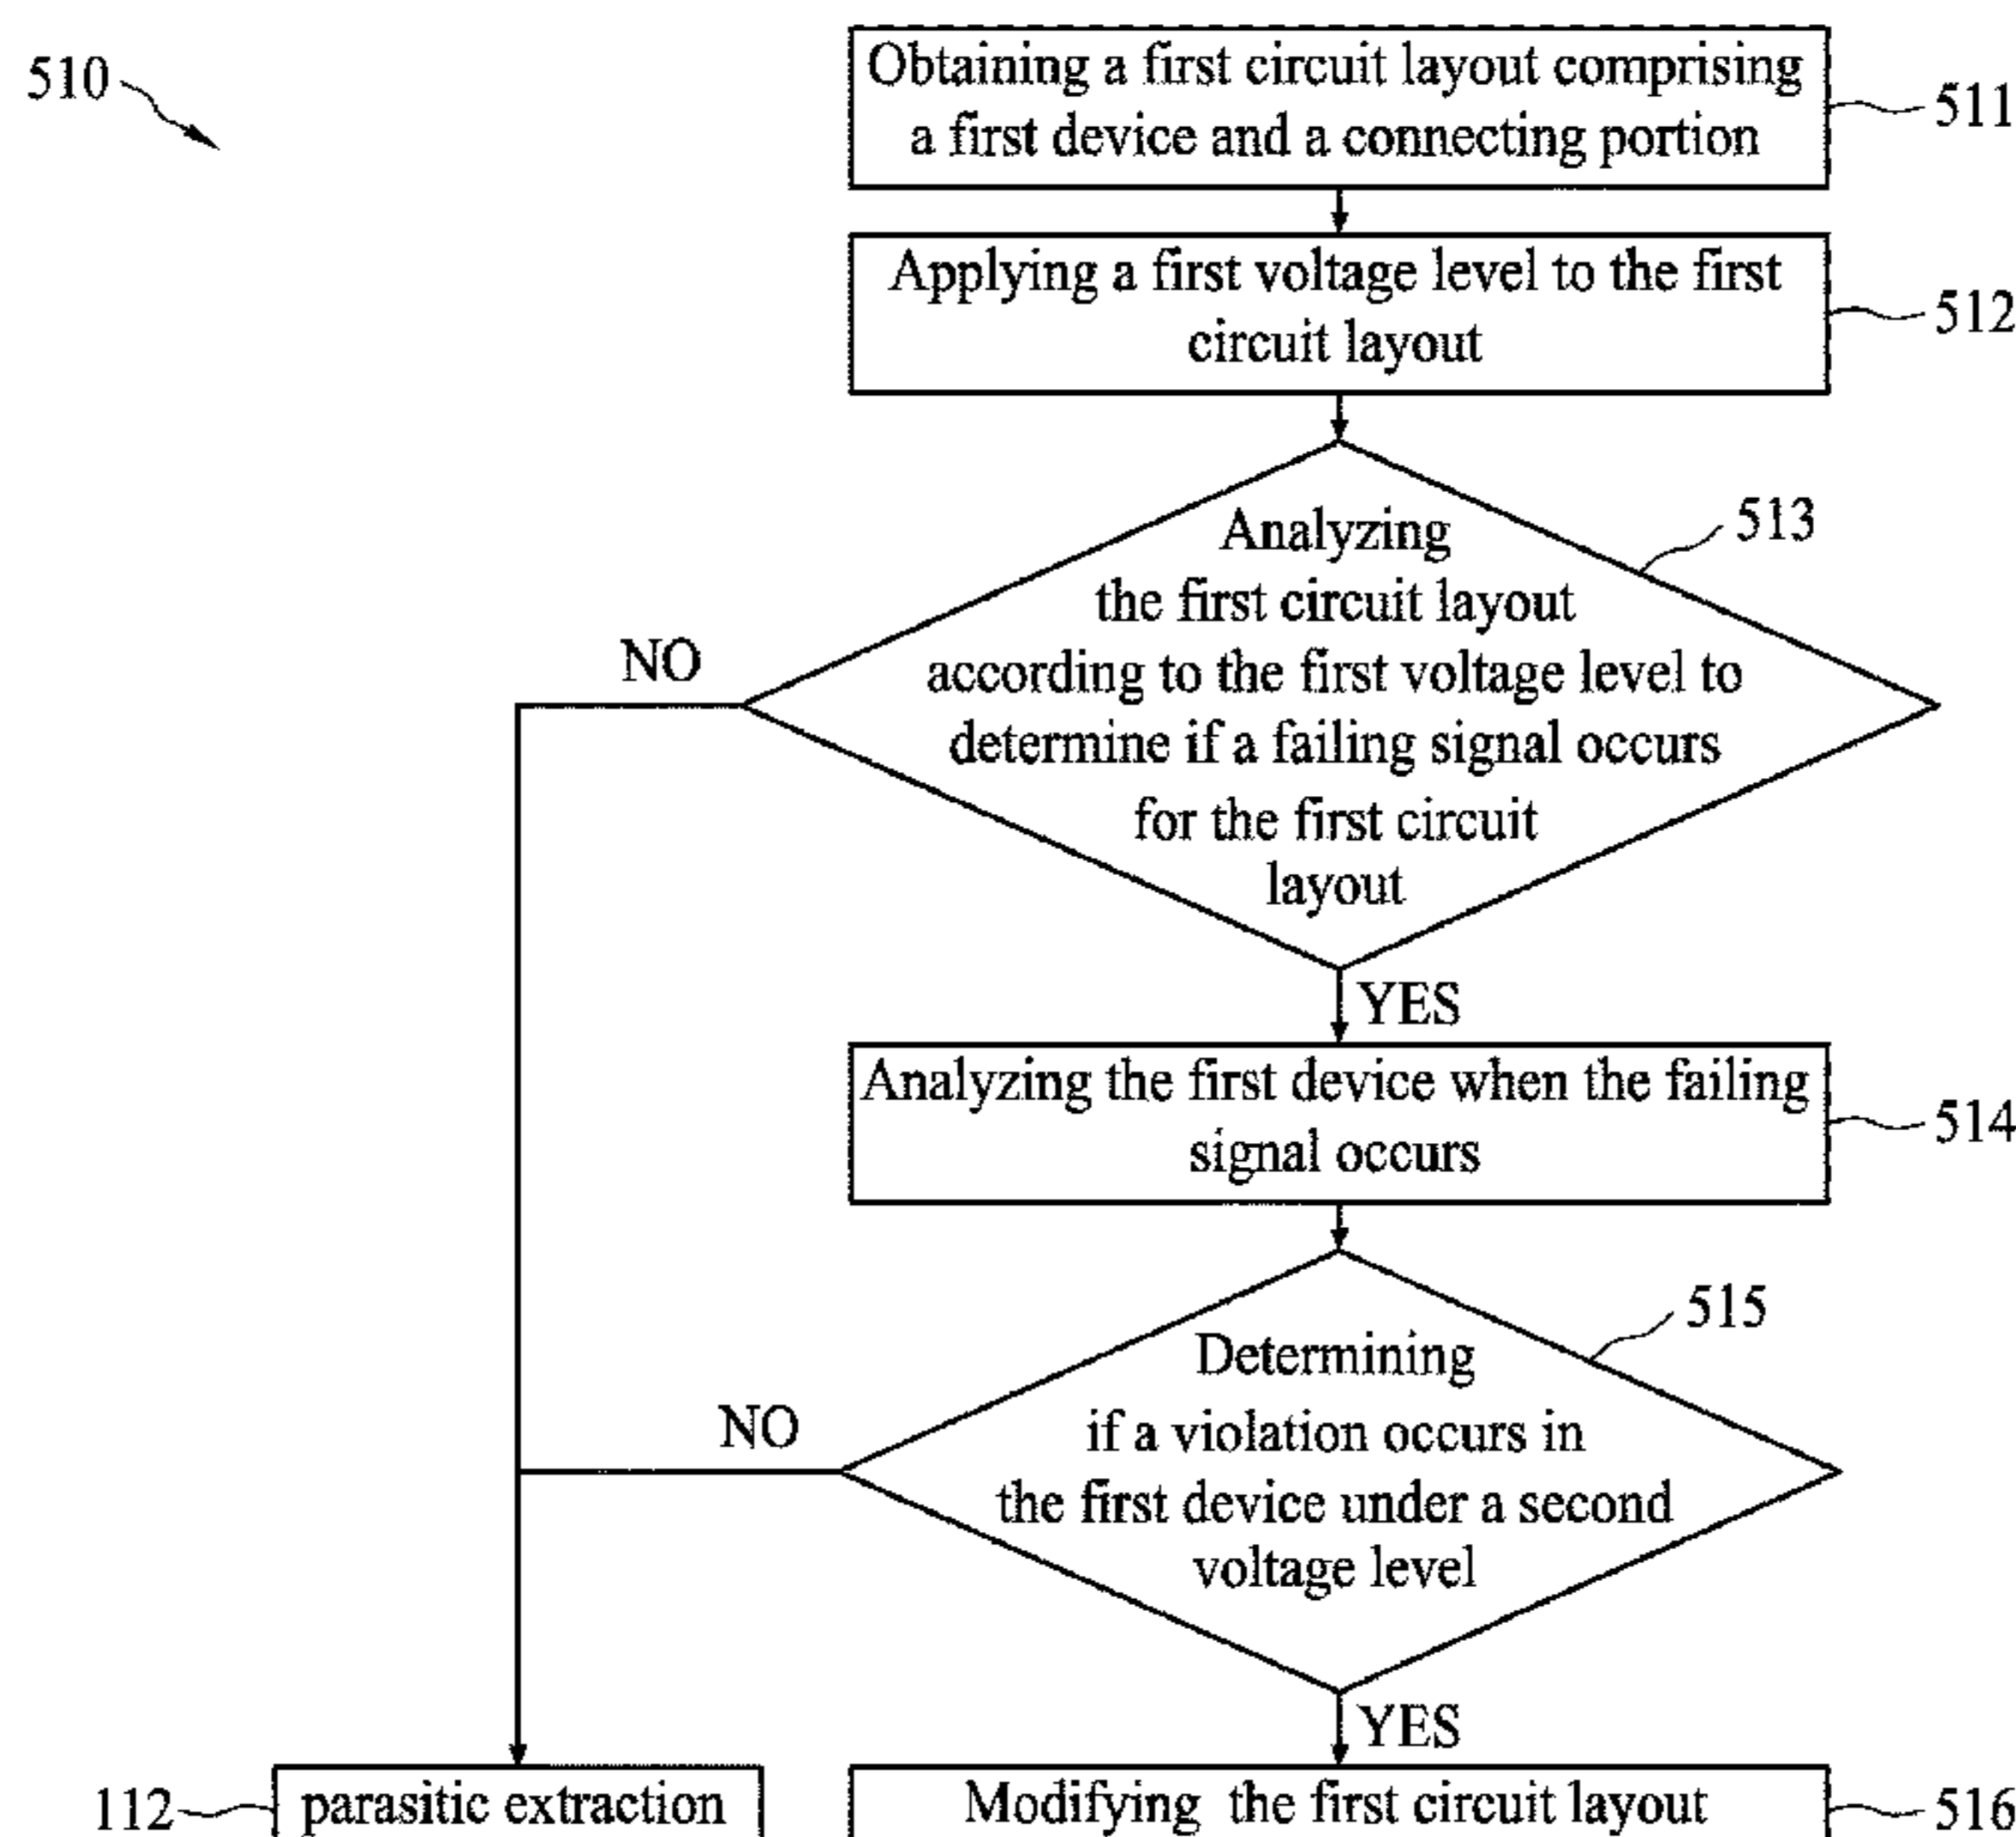 510
Obtaining a first circuit layout comprising
a first device and a connecting portion
511
Applying a first voltage level to the first
circuit layout
512
Analyzing
the first circuit layout
according to the first voltage level to
determine if a failing signal occurs
for the first circuit
layout
513
NO
YES
Analyzing the first device when the failing
signal occurs
514
Determining
if a violation occurs in
the first device under a second
voltage level
515
NO
YES
112
parasitic extraction
Modifying the first circuit layout
516